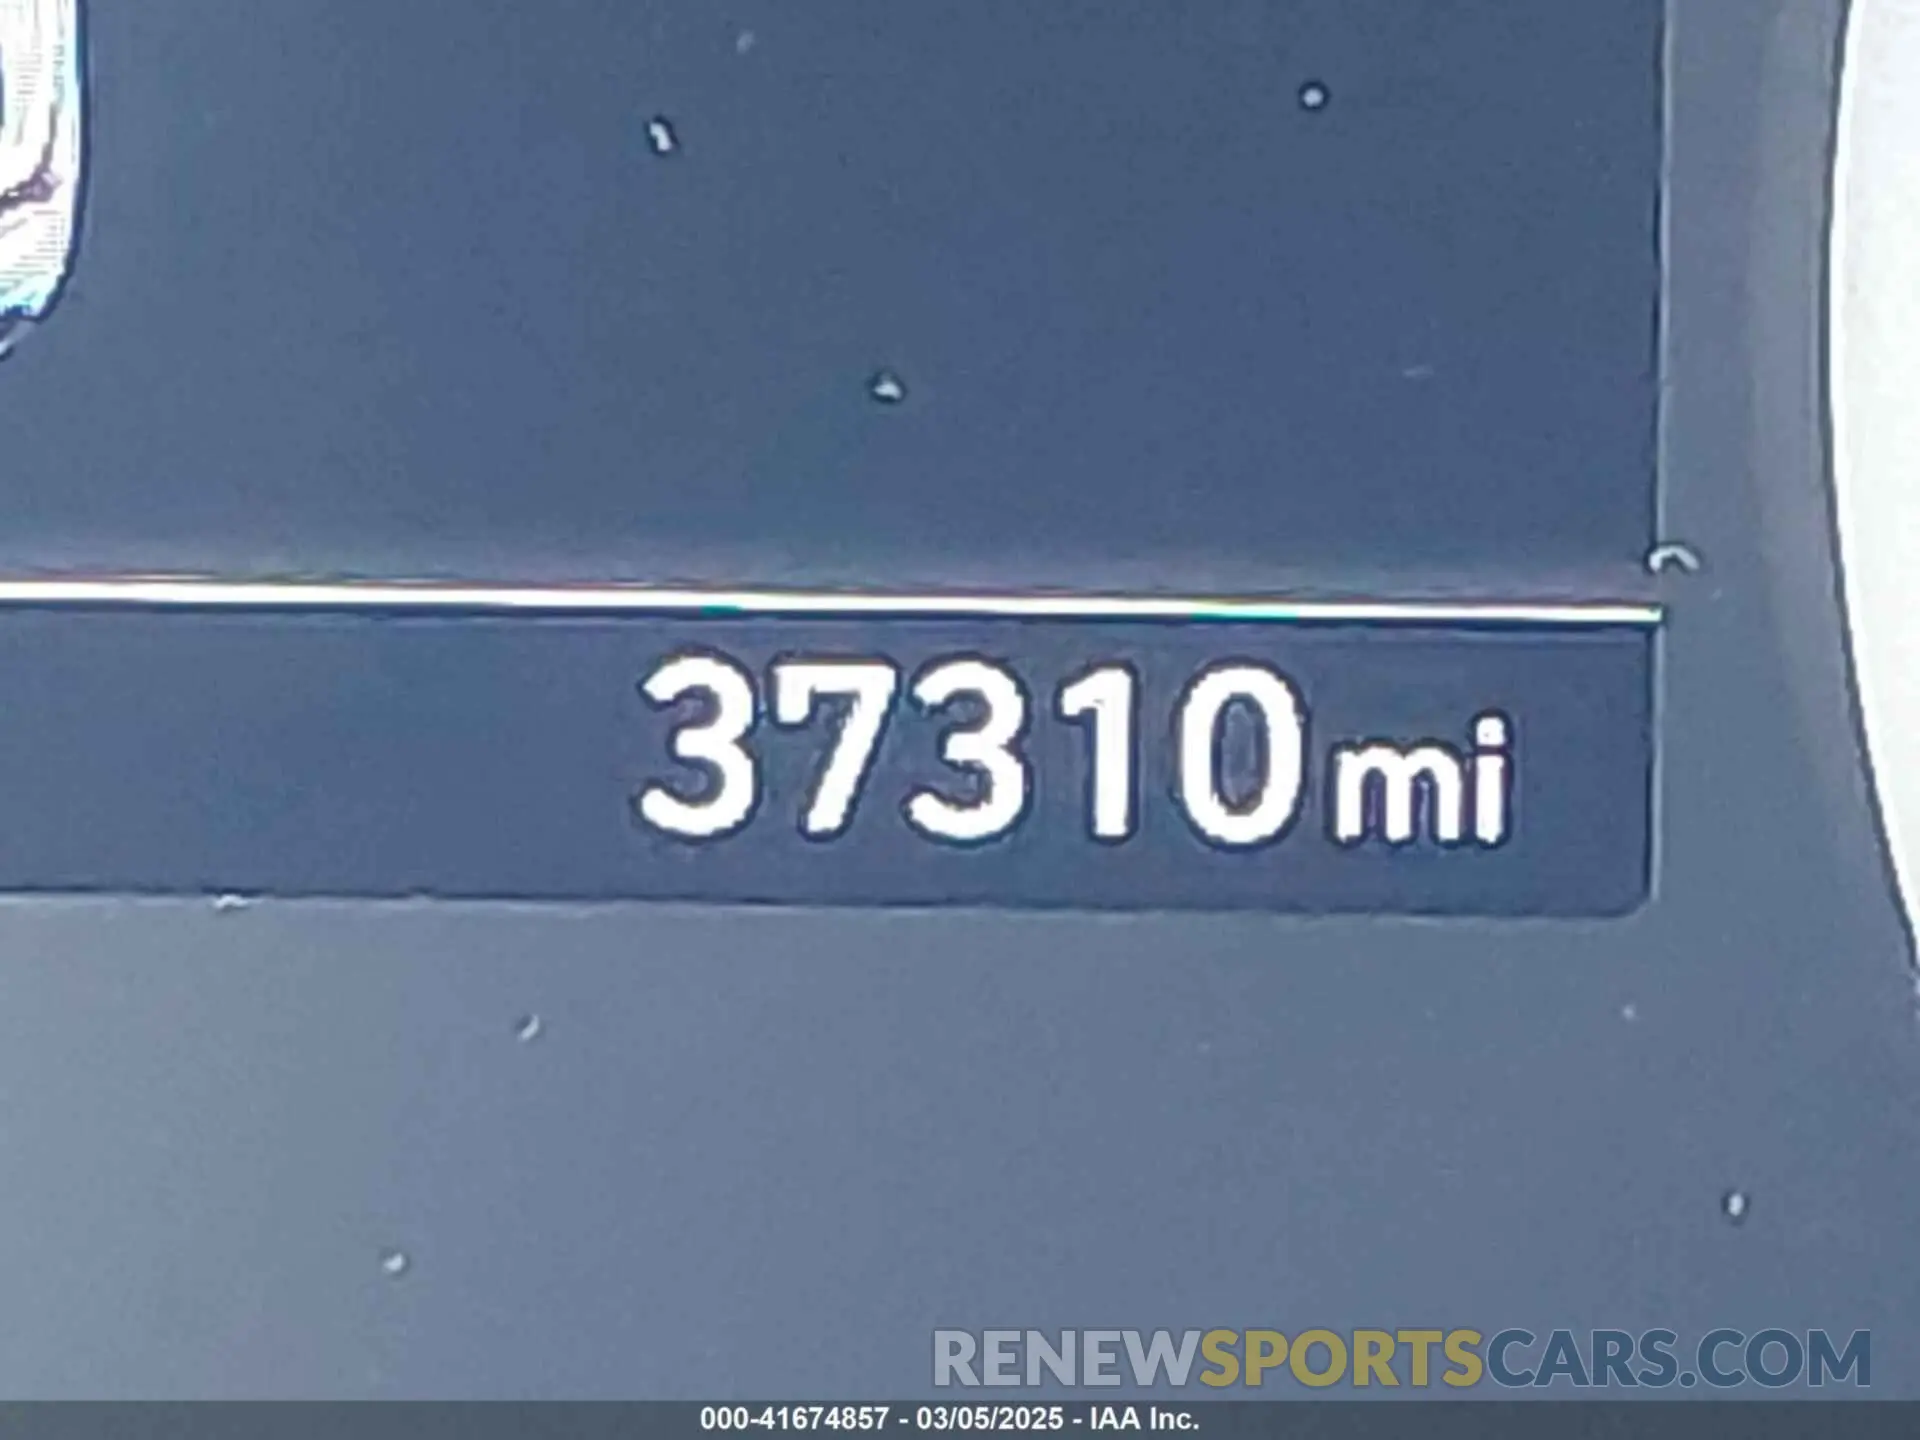 37310mi
RENEWSPORTSCARS.COM
000-41674857 - 03/05/2025 - IAA Inc.